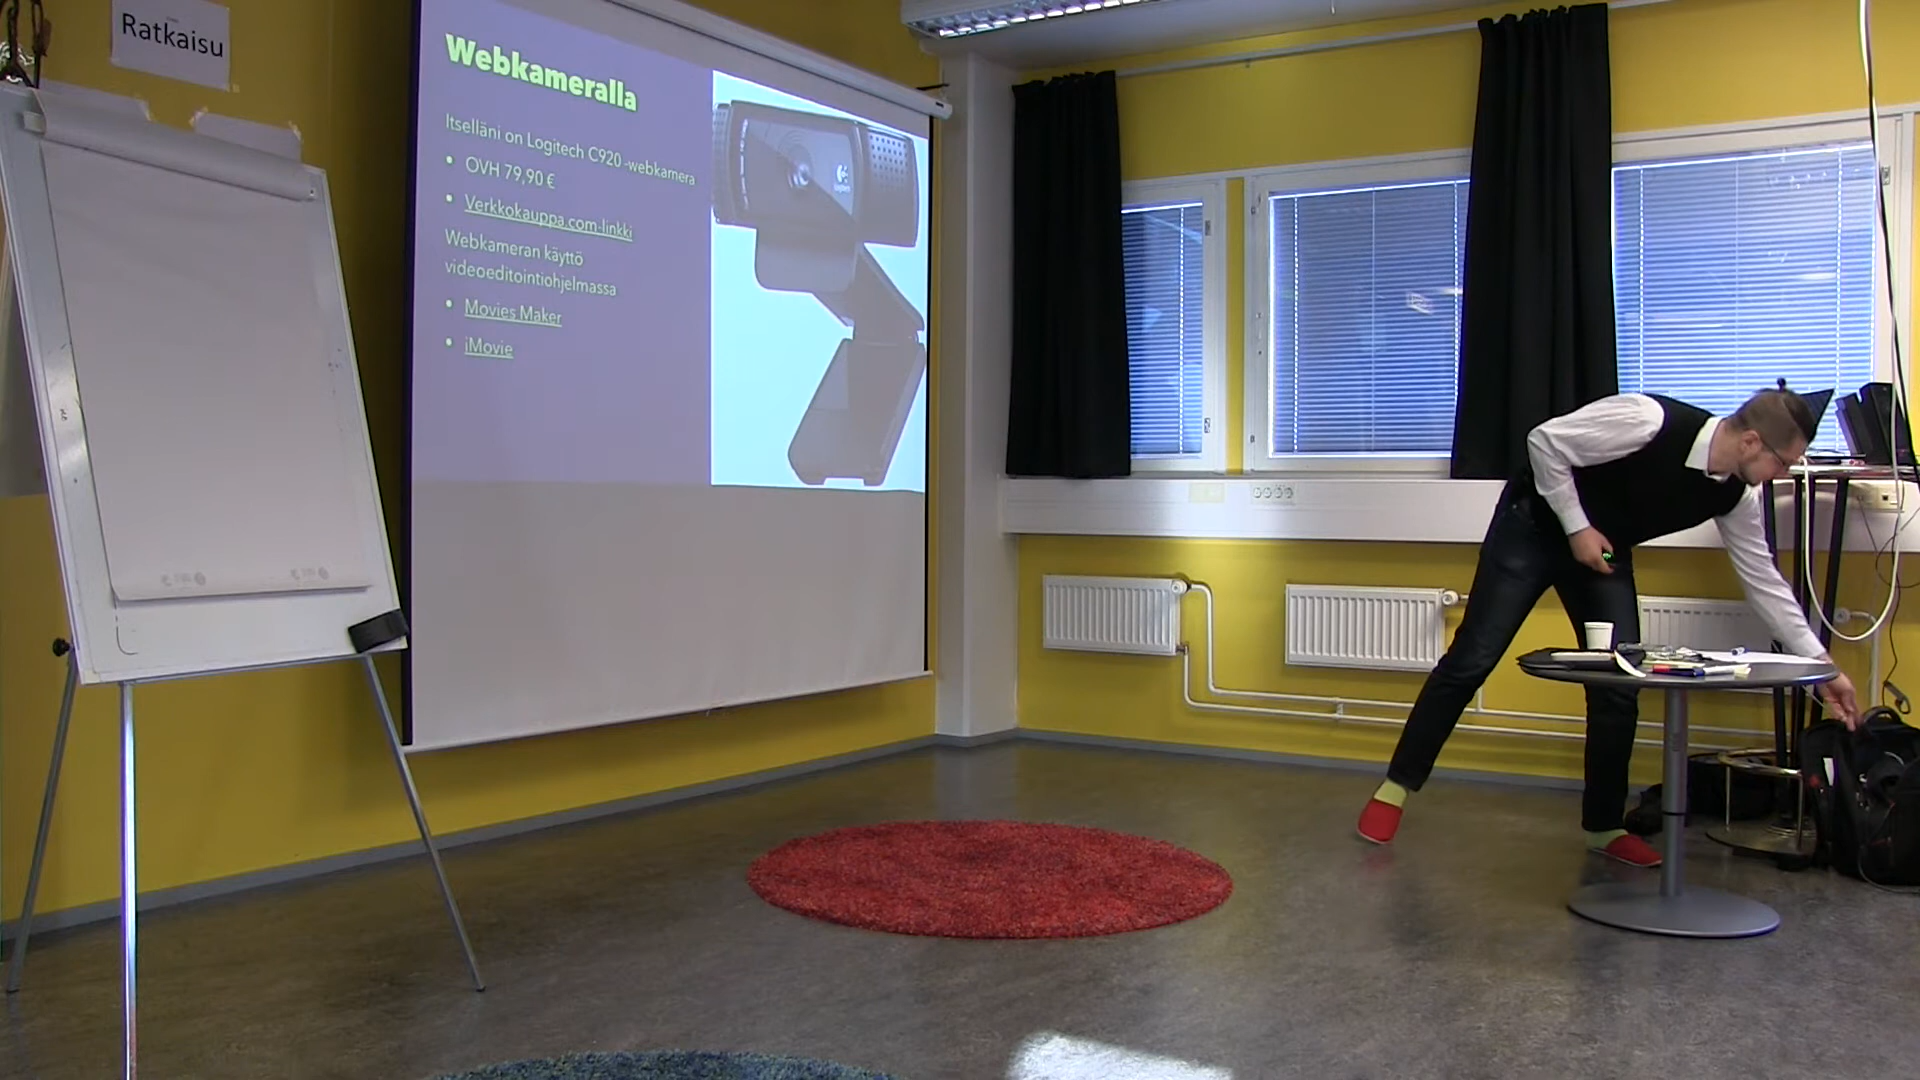 Ratkaisu
Webkameralla
Itselläni on Logitech C920 -webkamera
• OVH 79,90 €
• Verkkokauppa.com-linkki
Webkameran käyttö
videoeditointiohjelmassa
• Movies Maker
• iMovie
Logitech